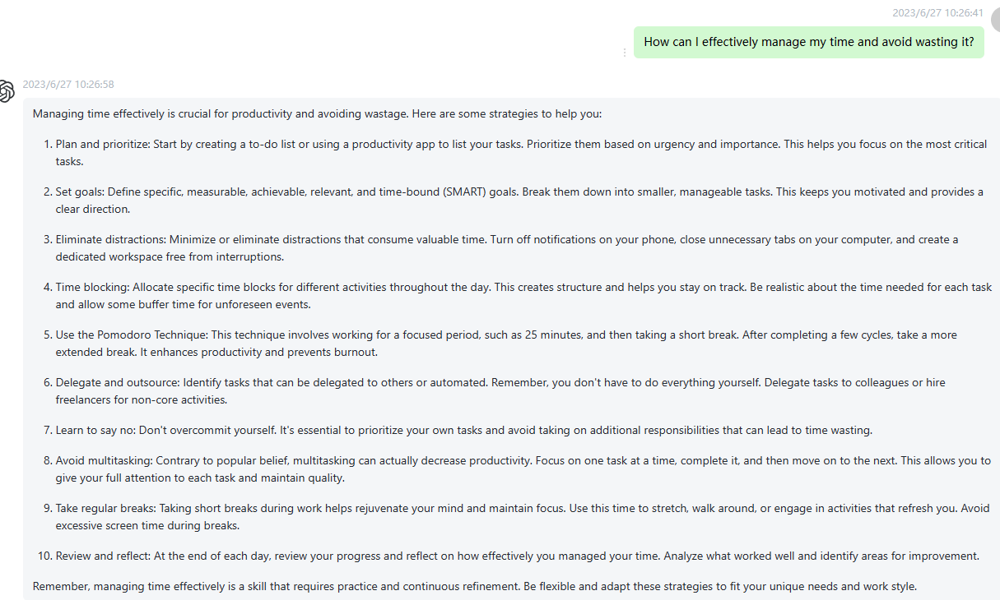 2023/6/27 10:26:41
How can I effectively manage my time and avoid wasting it?
2023/6/27 10:26:58
Managing time effectively is crucial for productivity and avoiding wastage. Here are some strategies to help you:
1. Plan and prioritize: Start by creating a to-do list or using a productivity app to list your tasks. Prioritize them based on urgency and importance. This helps you focus on the most critical
tasks.
2. Set goals: Define specific, measurable, achievable, relevant, and time-bound (SMART) goals. Break them down into smaller, manageable tasks. This keeps you motivated and provides a
clear direction.
3. Eliminate distractions: Minimize or eliminate distractions that consume valuable time. Turn off notifications on your phone, close unnecessary tabs on your computer, and create a
dedicated workspace free from interruptions.
4. Time blocking: Allocate specific time blocks for different activities throughout the day. This creates structure and helps you stay on track. Be realistic about the time needed for each task
and allow some buffer time for unforeseen events.
5. Use the Pomodoro Technique: This technique involves working for a focused period, such as 25 minutes, and then taking a short break. After completing a few cycles, take a more
extended break. It enhances productivity and prevents burnout.
6. Delegate and outsource: Identify tasks that can be delegated to others or automated. Remember, you don't have to do everything yourself. Delegate tasks to colleagues or hire
freelancers for non-core activities.
7. Learn to say no: Don't overcommit yourself. It's essential to prioritize your own tasks and avoid taking on additional responsibilities that can lead to time wasting.
8. Avoid multitasking: Contrary to popular belief, multitasking can actually decrease productivity. Focus on one task at a time, complete it, and then move on to the next. This allows you to
give your full attention to each task and maintain quality.
9. Take regular breaks: Taking short breaks during work helps rejuvenate your mind and maintain focus. Use this time to stretch, walk around, or engage in activities that refresh you. Avoid
excessive screen time during breaks.
10. Review and reflect: At the end of each day, review your progress and reflect on how effectively you managed your time. Analyze what worked well and identify areas for improvement.
Remember, managing time effectively is a skill that requires practice and continuous refinement. Be flexible and adapt these strategies to fit your unique needs and work style.